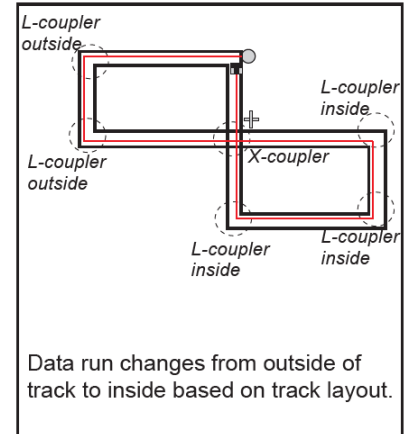 L-coupler
outside
L-coupler
inside
L-coupler
outside
X-coupler
L-coupler
inside
L-coupler
inside
Data run changes from outside of
track to inside based on track layout.